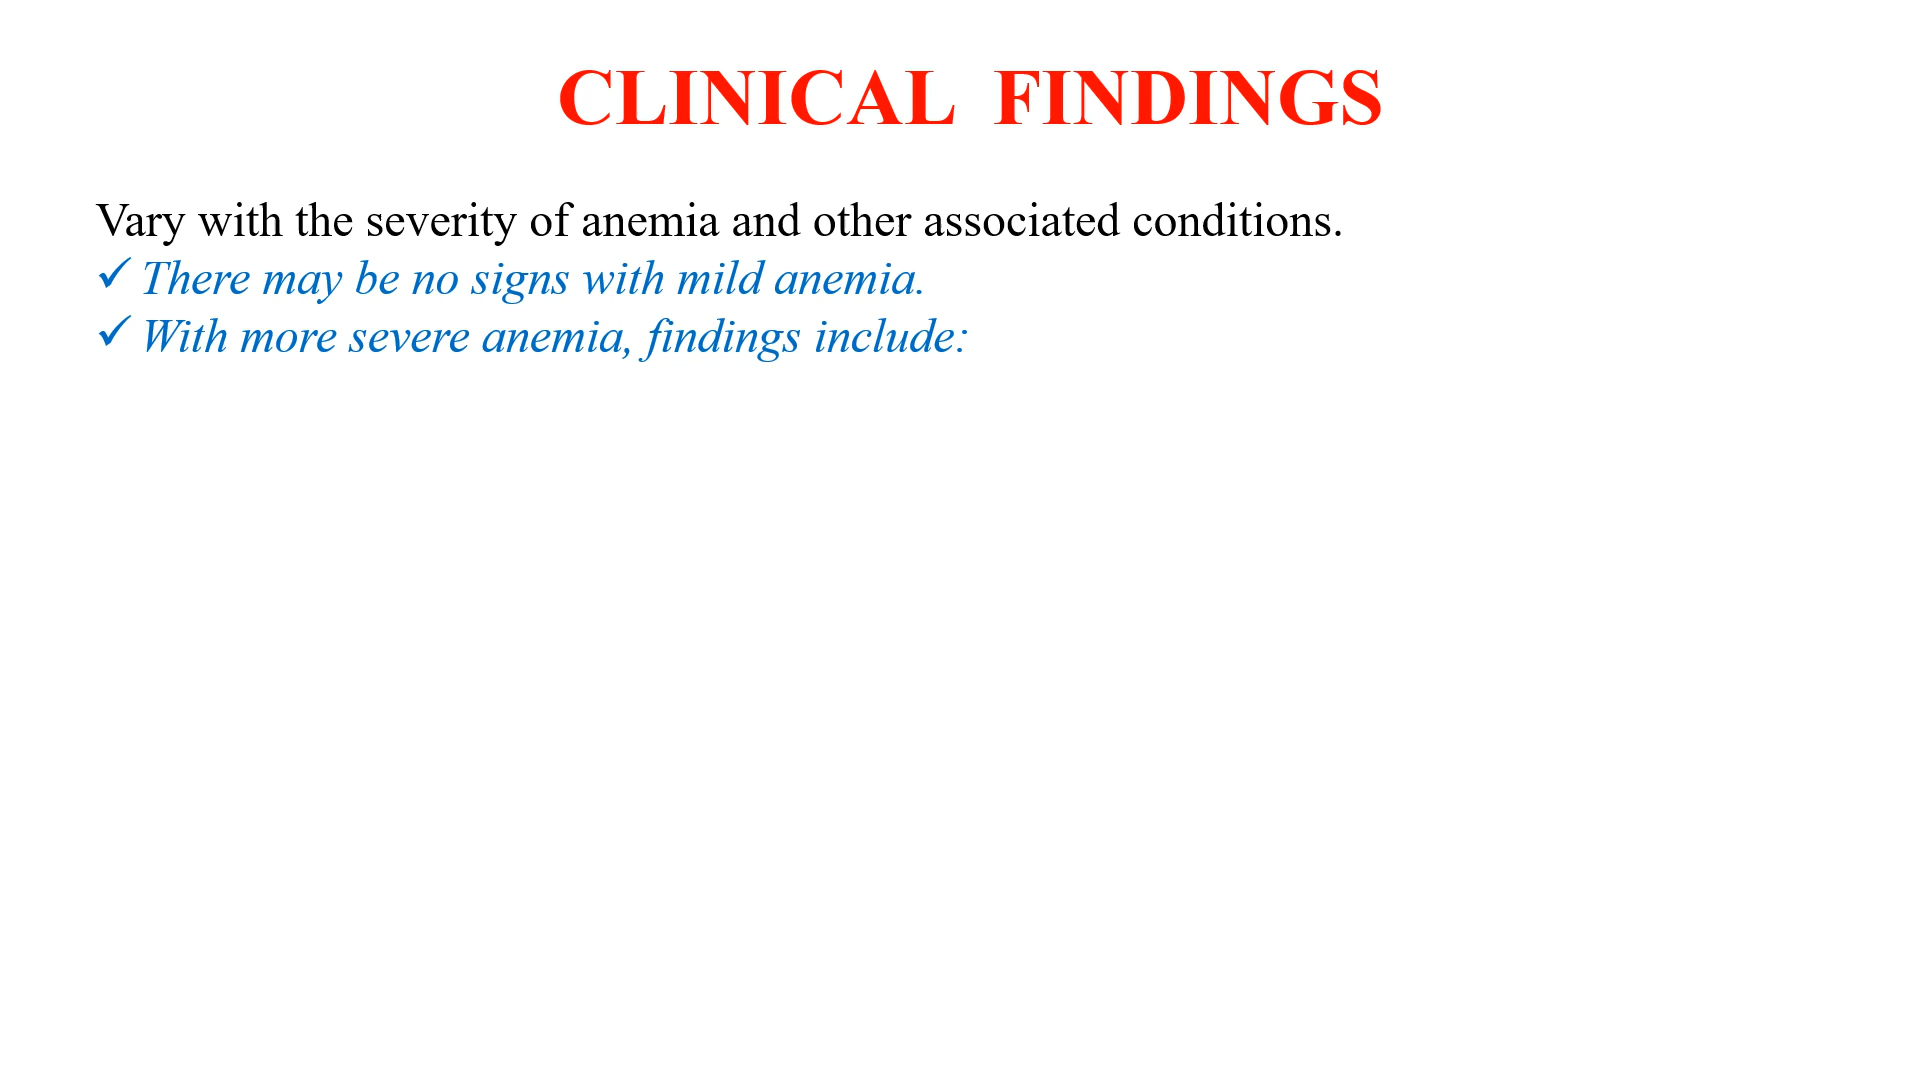 CLINICAL FINDINGS
Vary with the severity of anemia and other associated conditions.
✓ There may be no signs with mild anemia.
✓ With more severe anemia, findings include: